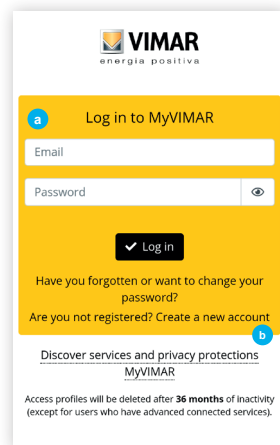 VIMAR
energia positiva
a
Log in to MyVIMAR
Email
Password
Log in
Have you forgotten or want to change your
password?
Are you not registered? Create a new account
b
Discover services and privacy protections
MyVIMAR
Access profiles will be deleted after 36 months of inactivity
(except for users who have advanced connected services).